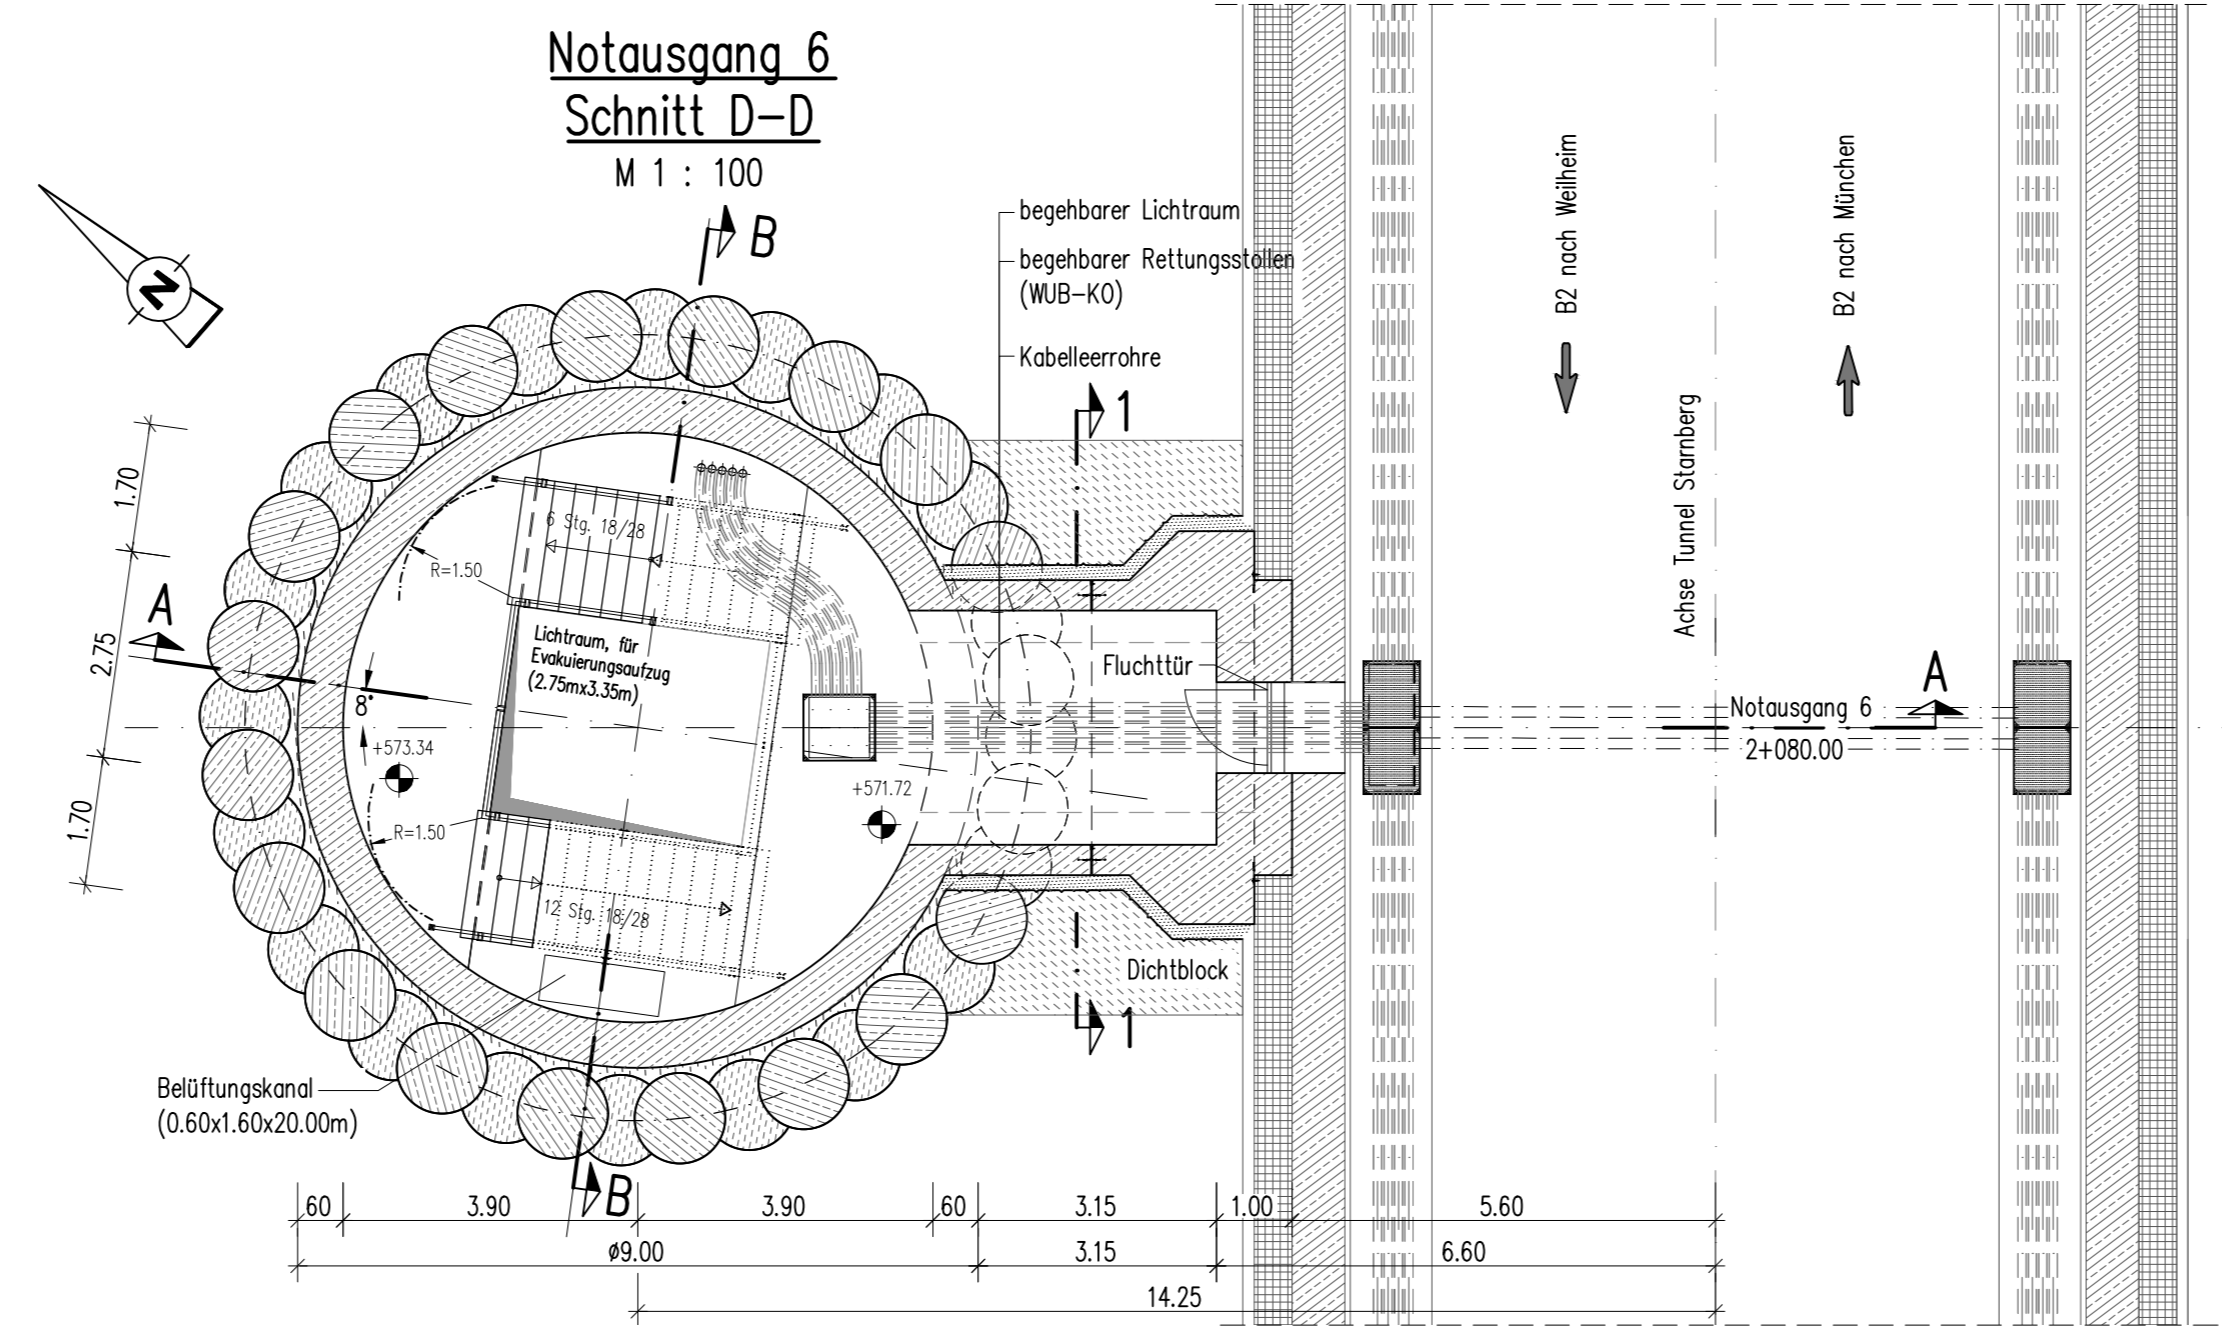 Notausgang 6
Schnitt D-D
M 1 : 100
N
B
begehbarer Lichtraum
begehbarer Rettungsstollen
(WUB-KO)
Kabelleerrohre
1
B2 nach Weilheim
B2 nach München
Achse Tunnel Starnberg
1.70
2.75
1.70
A
8°
6 Stg. 18/28
R=1.50
Lichtraum, für
Evakuierungsaufzug
(2.75mx3.35m)
+573.34
R=1.50
12 Stg. 18/28
+571.72
Fluchttür
Notausgang 6
2+080.00
A
Dichtblock
1
Belüftungskanal
(0.60x1.60x20.00m)
B
60
3.90
3.90
60
3.15
1.00
5.60
ø9.00
3.15
6.60
14.25